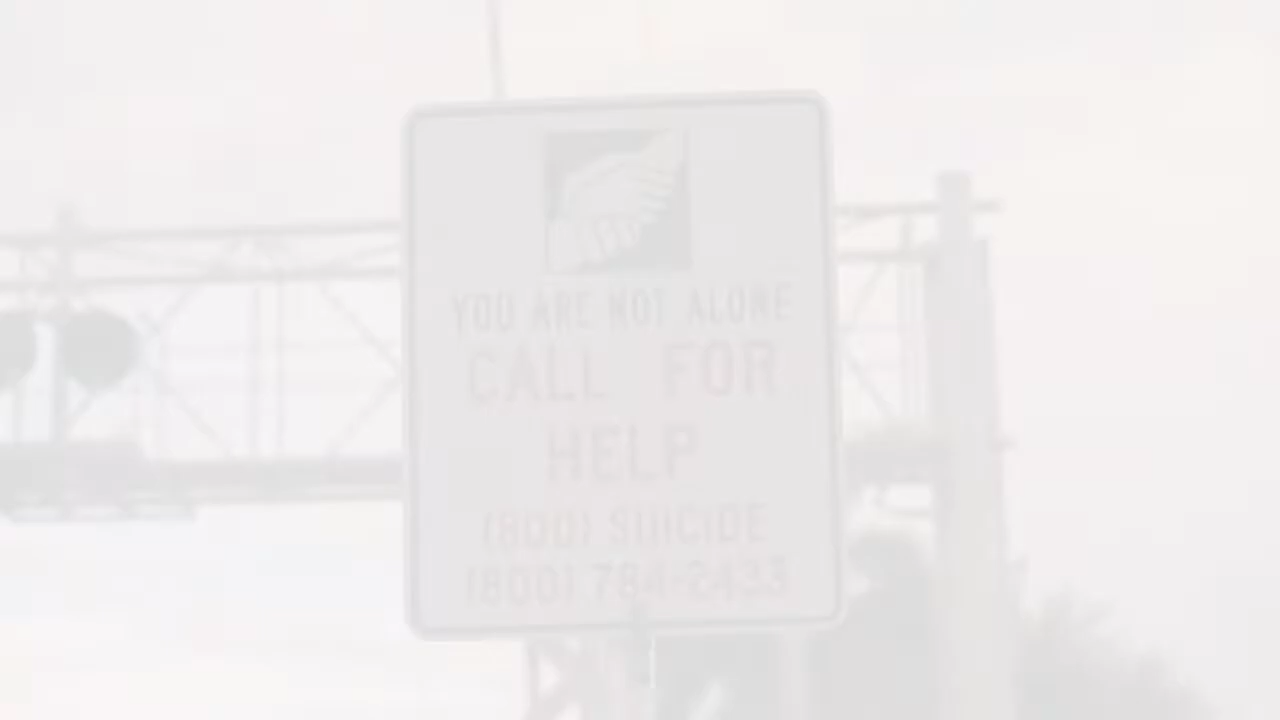 YOU ARE NOT ALONE
CALL FOR
HELP
(800) SUICIDE
(800) 784-2433